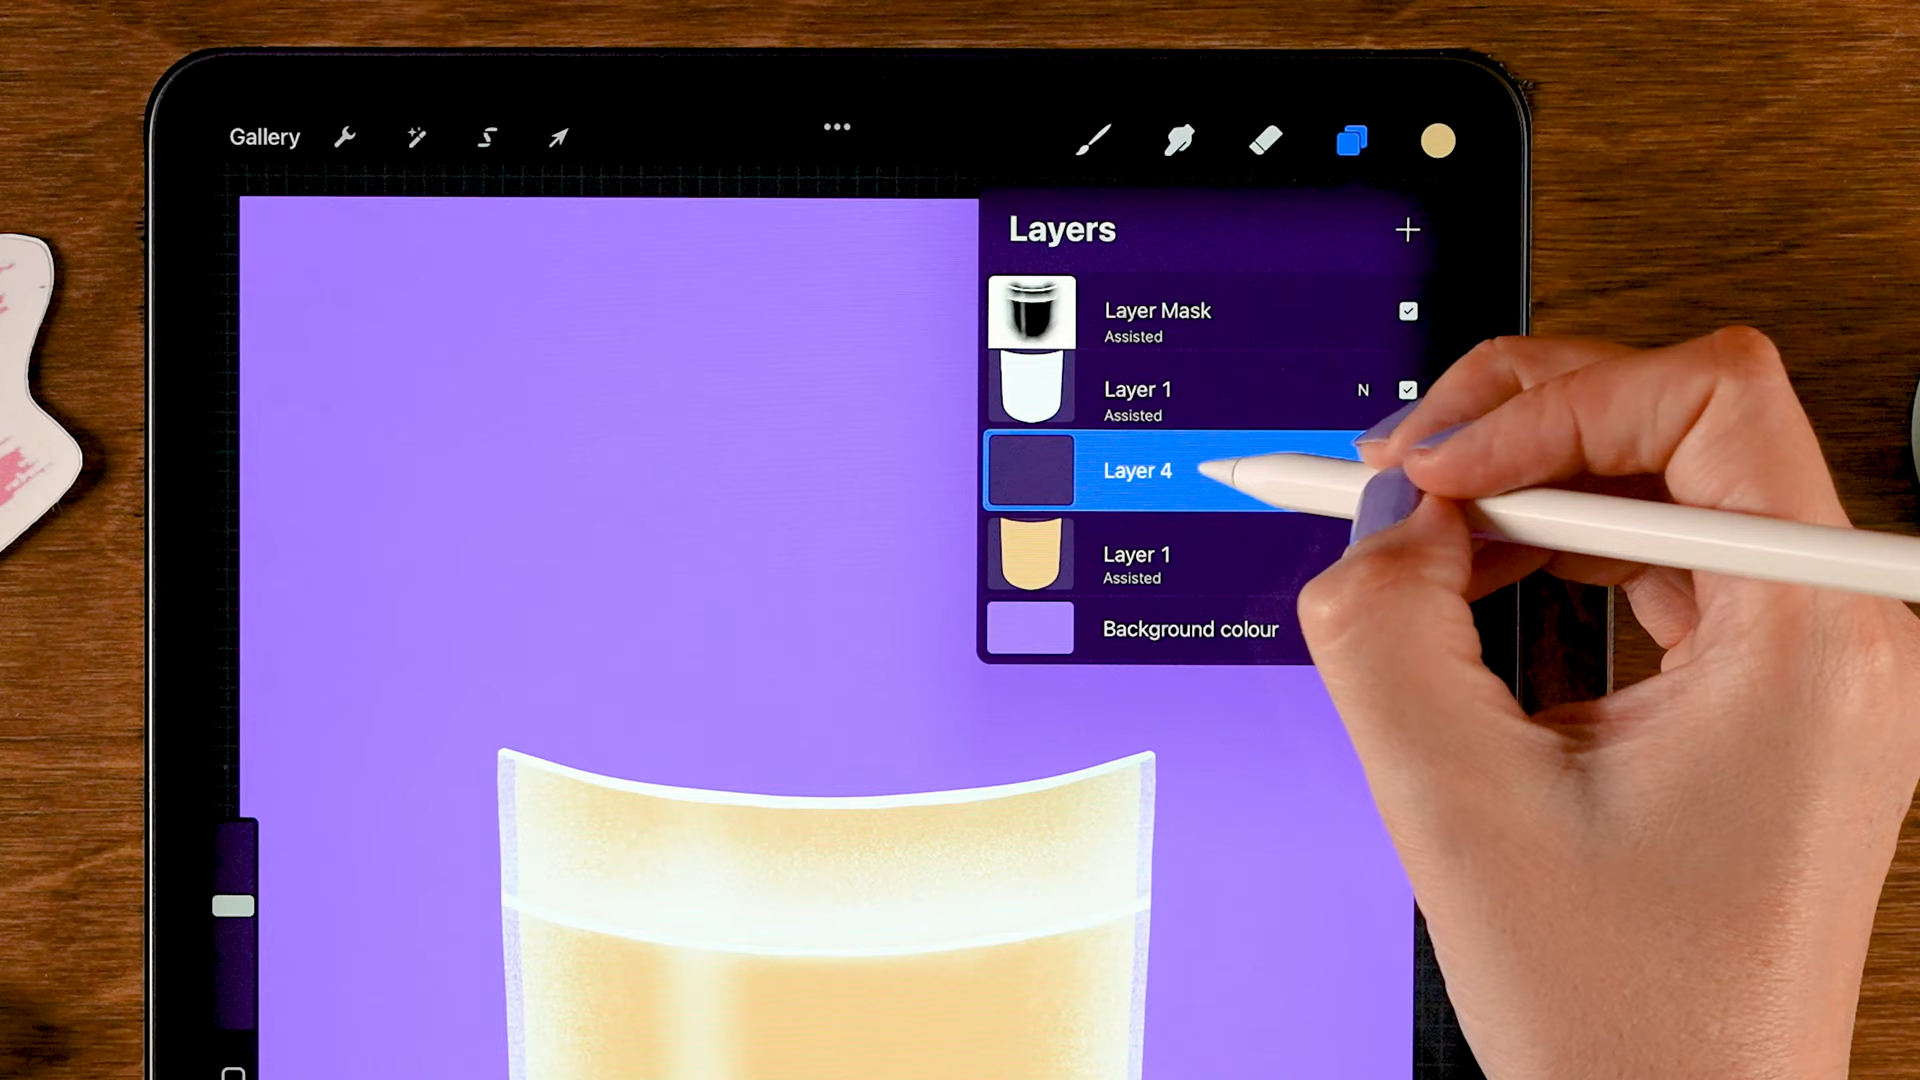 Gallery
Layers
Layer Mask
Assisted
Layer 1
N
Assisted
Layer 4
Layer 1
Assisted
Background colour